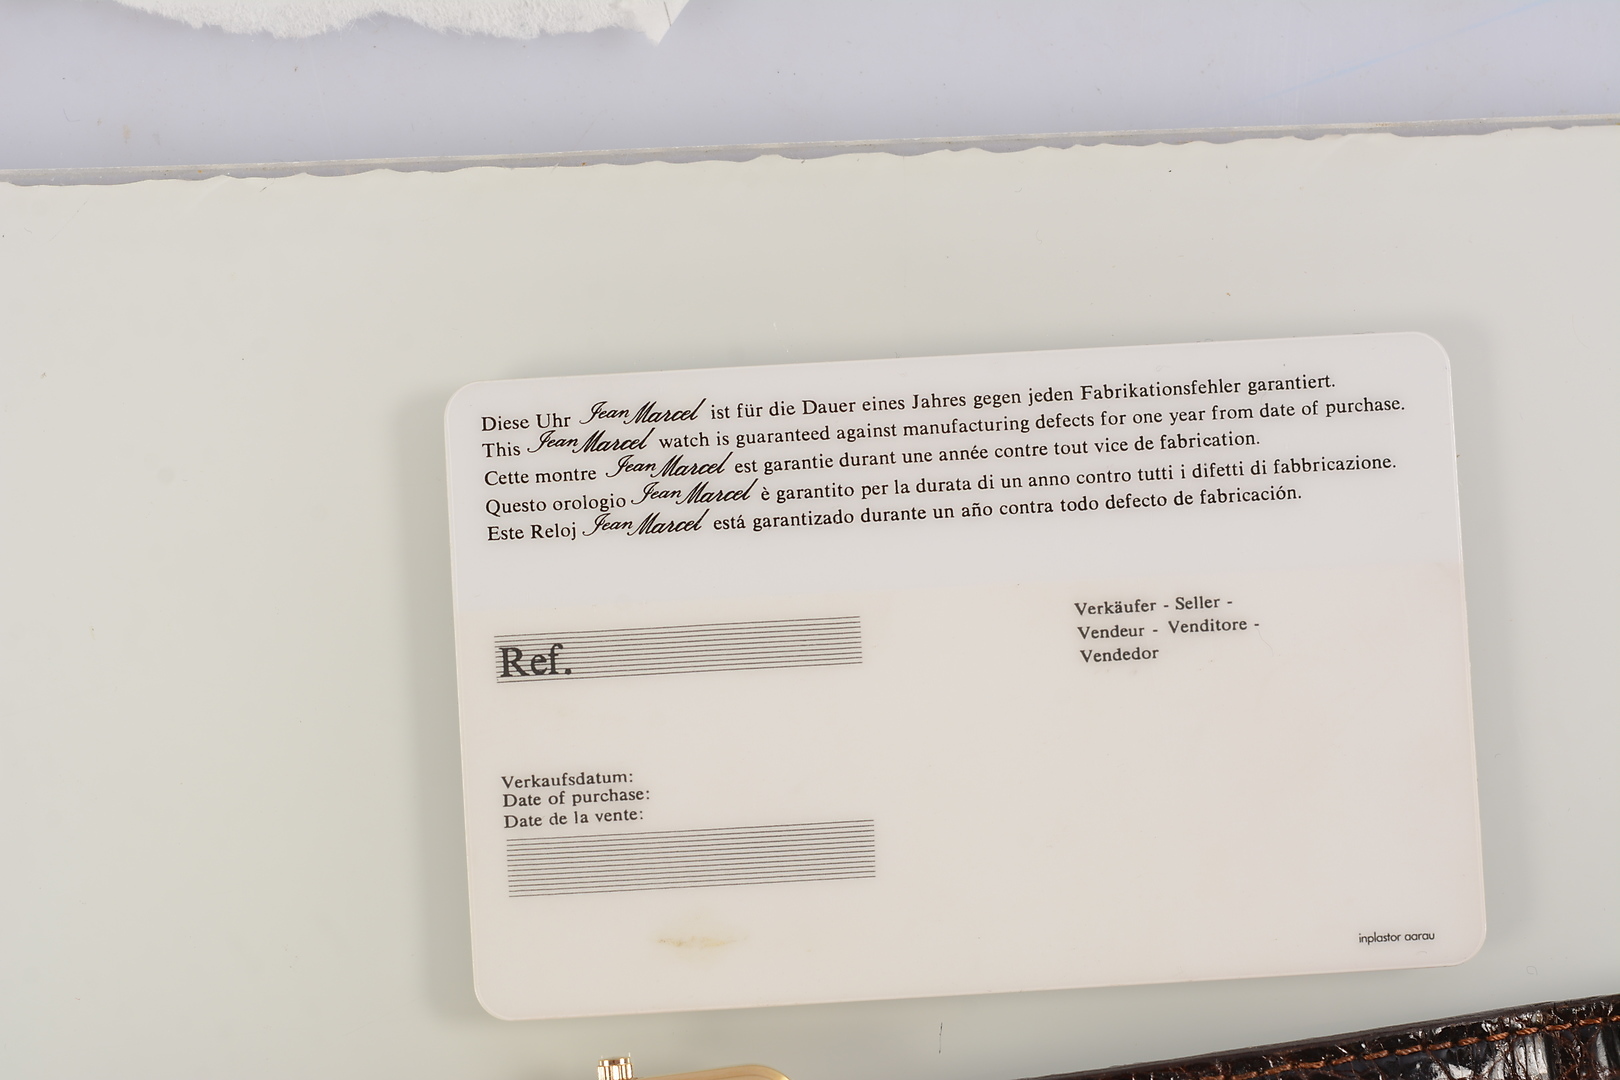 Diese Uhr Jean Marcel ist für die Dauer eines Jahres gegen jeden Fabrikationsfehler garantiert.
This Jean Marcel watch is guaranteed against manufacturing defects for one year from date of purchase.
Cette montre Jean Marcel est garantie durant une année contre tout vice de fabrication.
Questo orologio Jean Marcel è garantito per la durata di un anno contro tutti i difetti di fabbricazione.
Este Reloj Jean Marcel está garantizado durante un año contra todo defecto de fabricación.
Ref.
Verkäufer - Seller -
Vendeur - Venditore -
Vendedor
Verkaufsdatum:
Date of purchase:
Date de la vente:
inplastor aarau